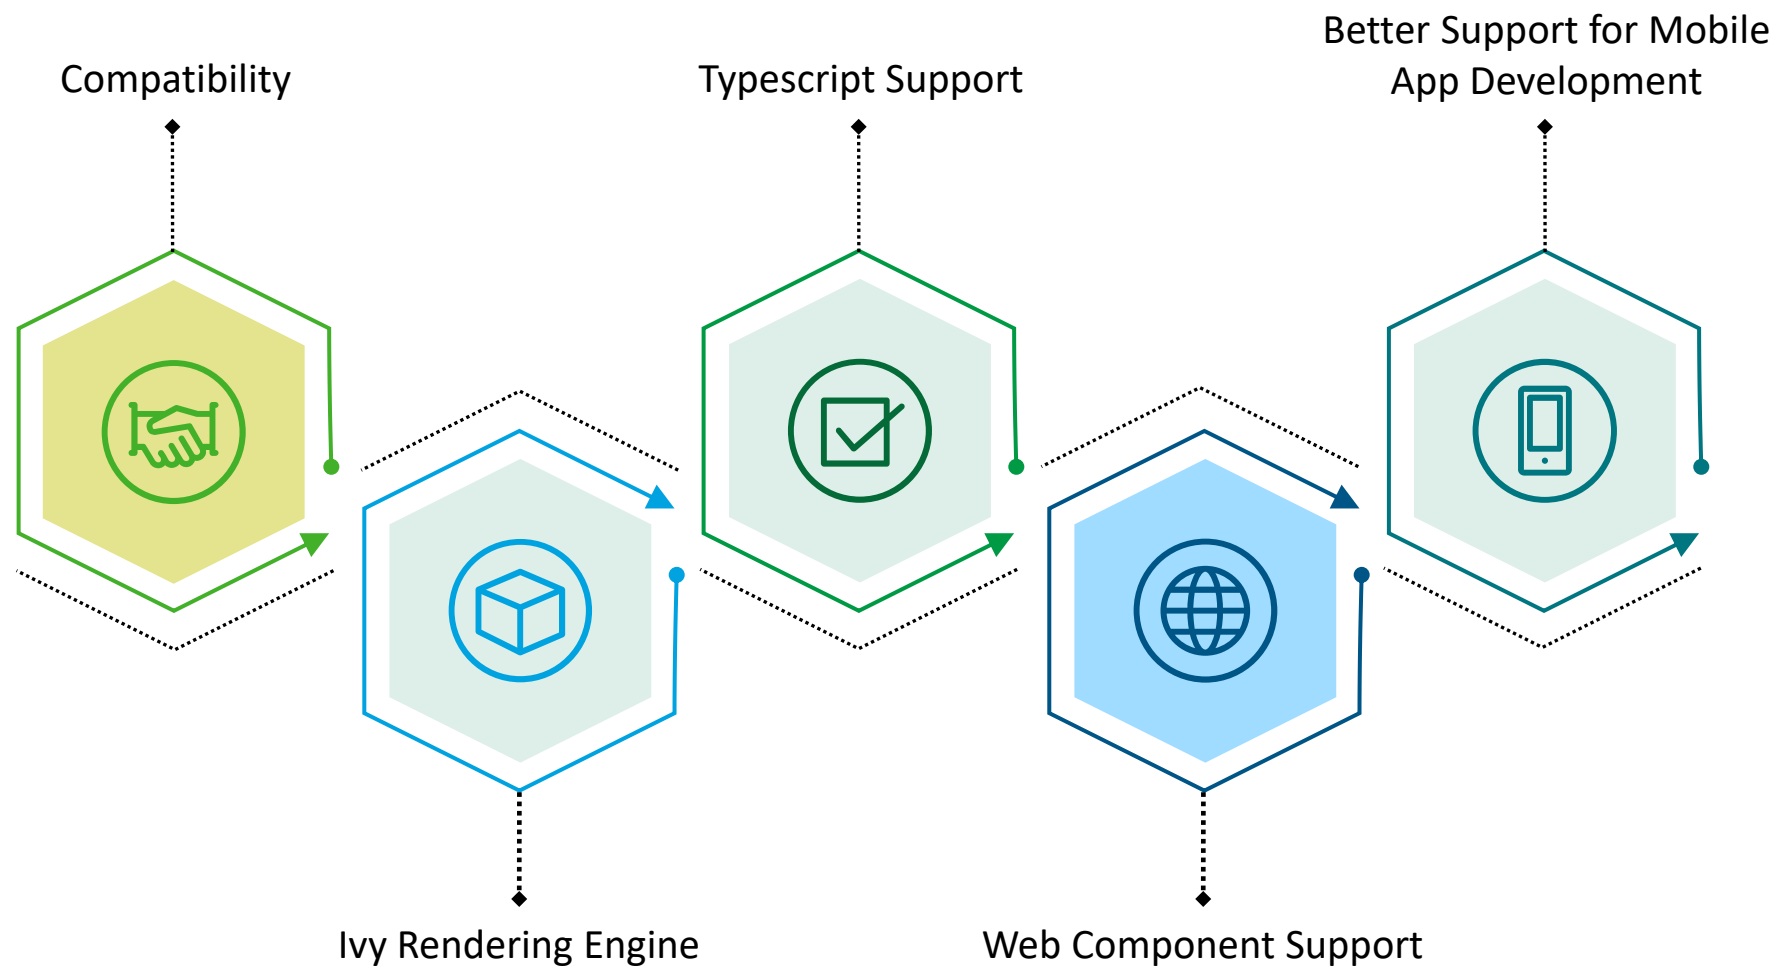 Compatibility
Ivy Rendering Engine
Typescript Support
Web Component Support
Better Support for Mobile
App Development